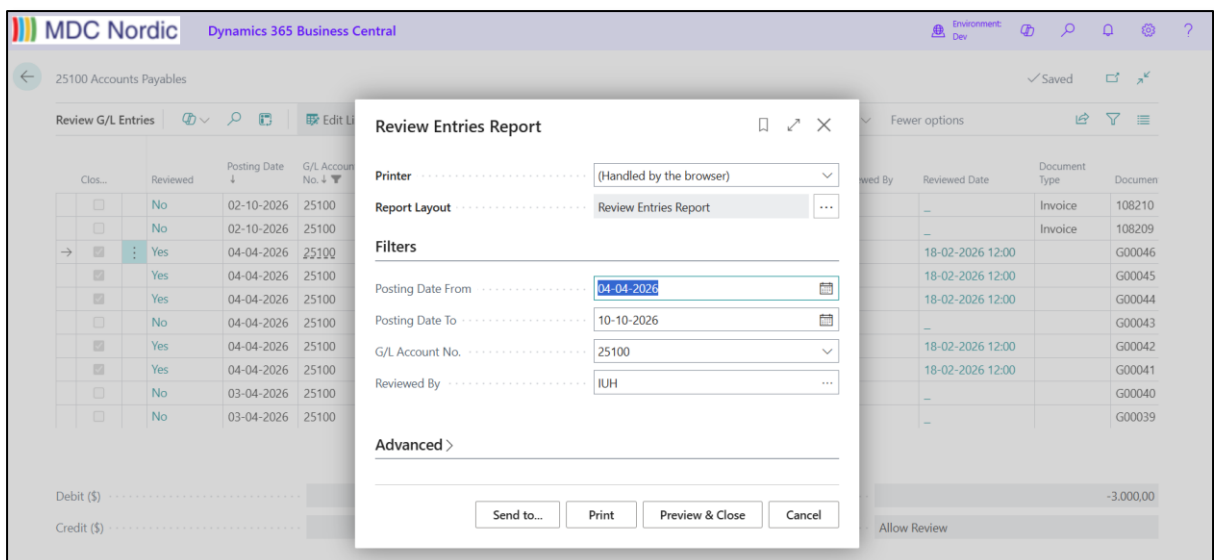 MDC Nordic Dynamics 365 Business Central Environment: Dev ?
25100 Accounts Payables Saved
Review G/L Entries Edit Li Fewer options
Clos... Reviewed Posting Date ↓ G/L Accoun No. ↓ ewed By Reviewed Date Document Type Documen
No 02-10-2026 25100 _ Invoice 108210
No 02-10-2026 25100 _ Invoice 108209
Yes 04-04-2026 25100 18-02-2026 12:00 G00046
Yes 04-04-2026 25100 18-02-2026 12:00 G00045
Yes 04-04-2026 25100 18-02-2026 12:00 G00044
No 04-04-2026 25100 _ G00043
Yes 04-04-2026 25100 18-02-2026 12:00 G00042
Yes 04-04-2026 25100 18-02-2026 12:00 G00041
No 03-04-2026 25100 _ G00040
No 03-04-2026 25100 _ G00039
Debit ($) -3.000,00
Credit ($) Allow Review
Review Entries Report
Printer (Handled by the browser)
Report Layout Review Entries Report ...
Filters
Posting Date From 04-04-2026
Posting Date To 10-10-2026
G/L Account No. 25100
Reviewed By IUH ...
Advanced >
Send to... Print Preview & Close Cancel